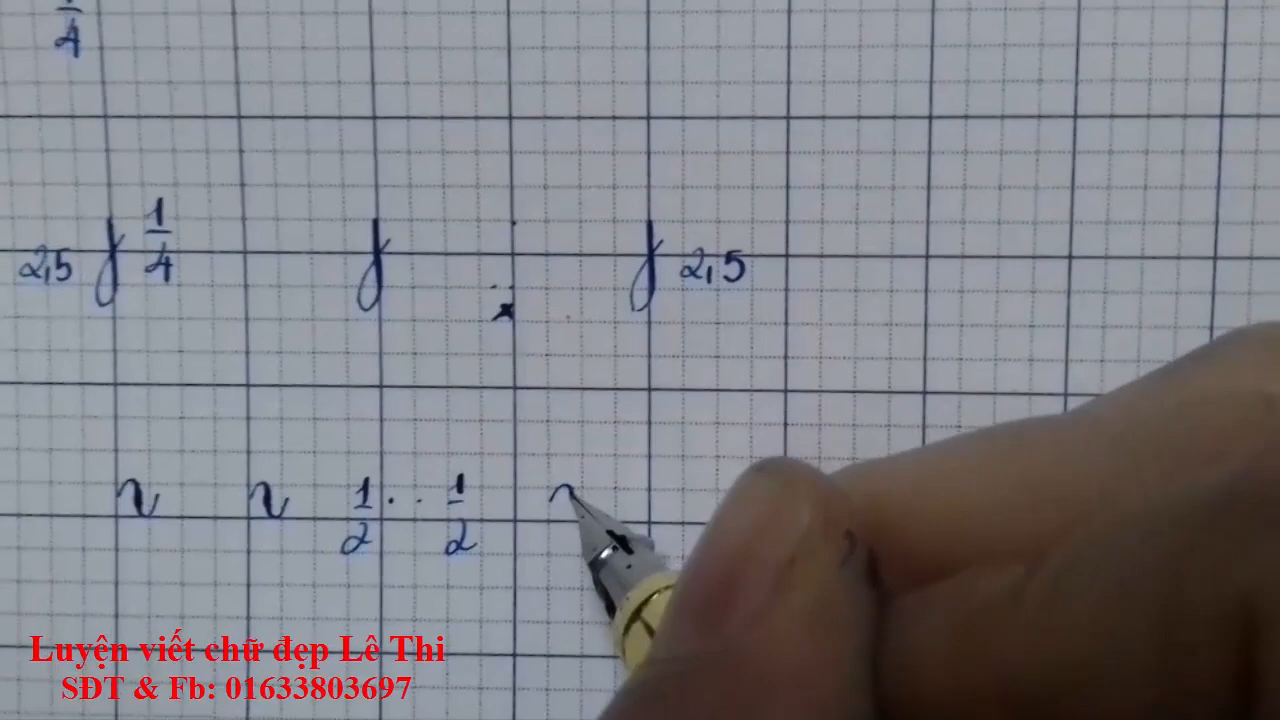 1/4
2,5 1/4 2,5
1/2 1/2
Luyện viết chữ đẹp Lê Thi
SĐT & Fb: 01633803697